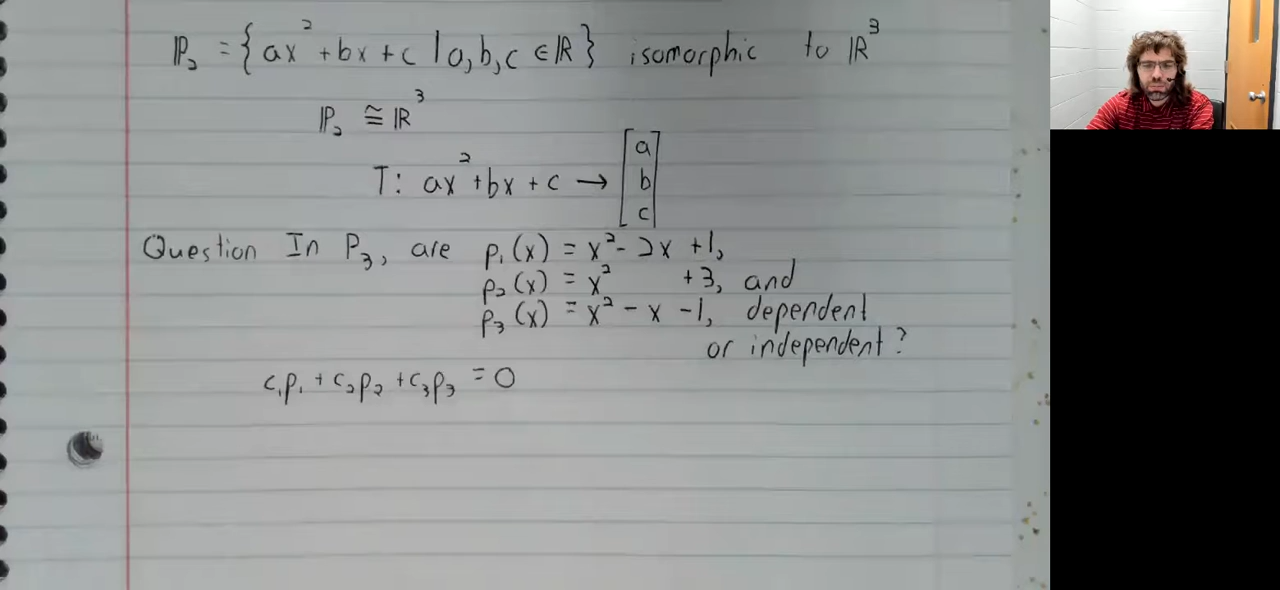 ℙ₂ = { ax² + bx + c | a, b, c ∈ ℝ } isomorphic to ℝ³
ℙ₂ ≅ ℝ³
T: ax² + bx + c → [a b c]
Question In P₃, are p₁(x) = x² - 2x + 1,
p₂(x) = x² + 3, and
p₃(x) = x² - x - 1, dependent
or independent?
c₁p₁ + c₂p₂ + c₃p₃ = 0